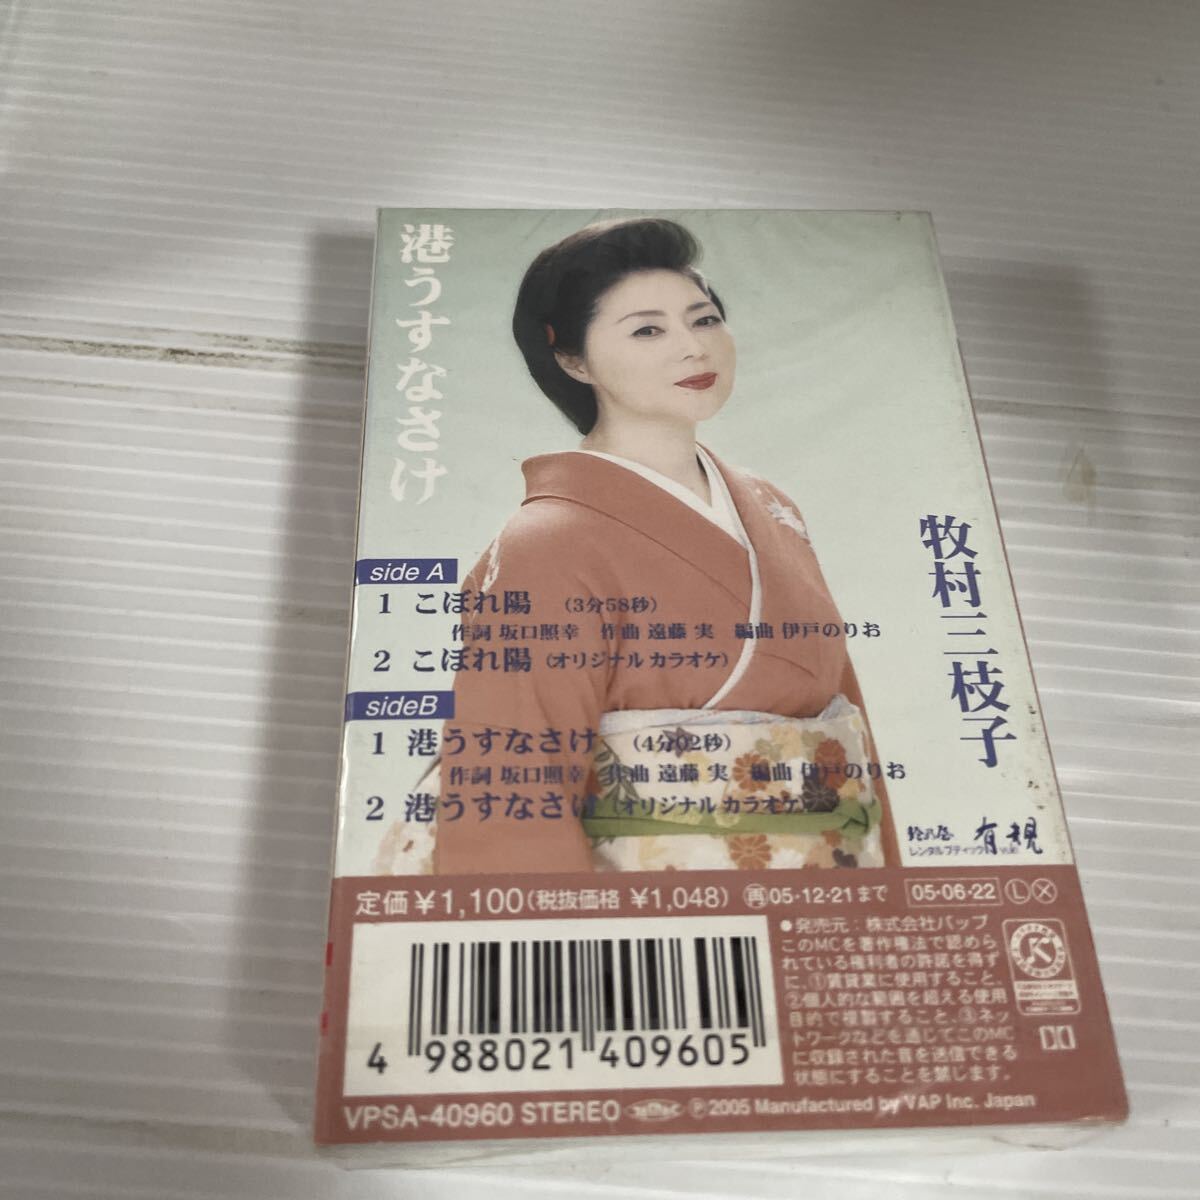 港うすなさけ
牧村三枝子
side A
1 こぼれ陽 (3分58秒)
作詞 坂口照幸 作曲 遠藤 実 編曲 伊戸のりお
2 こぼれ陽 (オリジナル カラオケ)
sideB
1 港うすなさけ (4分02秒)
作詞 坂口照幸 作曲 遠藤 実 編曲 伊戸のりお
2 港うすなさけ (オリジナル カラオケ)
レンタルブティック 有規
定価¥1,100(税抜価格 ¥1,048) 再05・12・21まで 05・06・22 L X
●発売元:株式会社バップ
このMCを著作権法で認めら
れている権利者の許諾を得ず
に、①賃貸業に使用すること、
②個人的な範囲を超える使用
目的で複製すること、③ネッ
トワークなどを通じてこのMC
に収録された音を送信できる
状態にすることを禁じます。
4 988021 409605
VPSA-40960 STEREO Ⓟ2005 Manufactured by VAP Inc. Japan